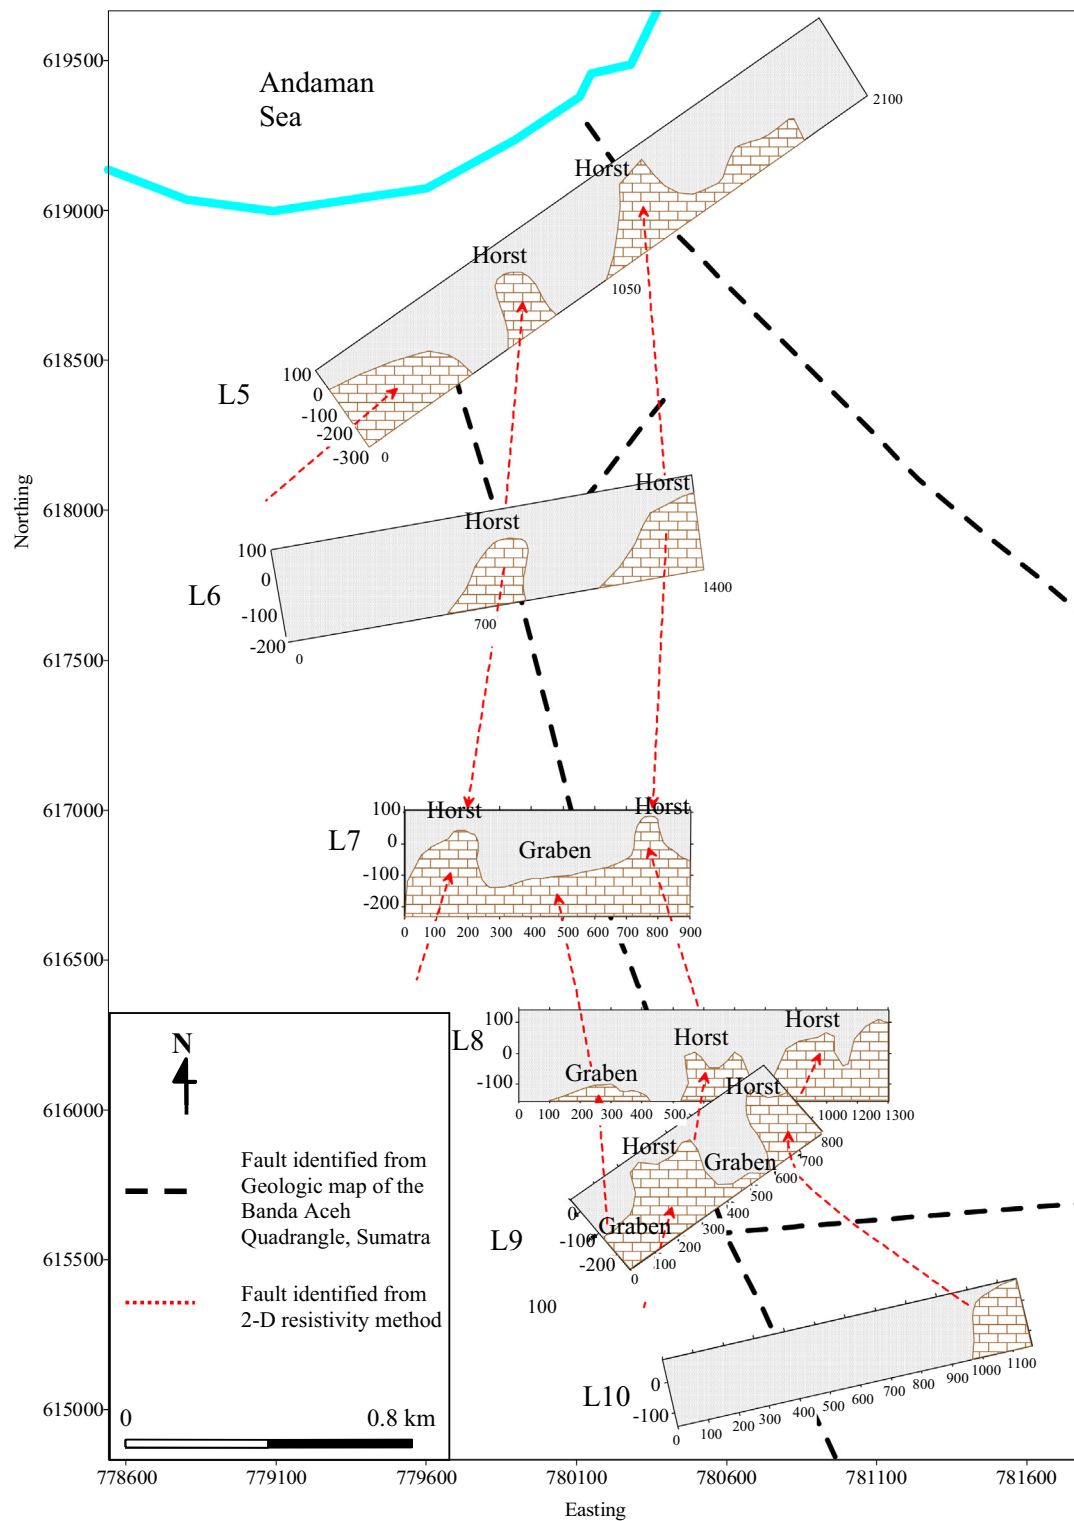 619500
619000
618500
618000
617500
617000
616500
616000
615500
615000
Northing
Andaman
Sea
2100
Horst
1050
Horst
L5
100
0
-100
-200
-300
0
Horst
Horst
L6
100
0
-100
-200
0
700
1400
L7
100
0
-100
-200
Horst
Graben
Horst
0 100 200 300 400 500 600 700 800 900
L8
100
0
-100
Graben
Horst
Horst
0 100 200 300 400 500 1000 1200 1300
L9
0
-100
-200
Horst
Horst
Graben
Graben
0 100 200 300 400 500 600 700 800
100
L10
0
-100
0 100 200 300 400 500 600 700 800 900 1000 1100
N
Fault identified from
Geologic map of the
Banda Aceh
Quadrangle, Sumatra
Fault identified from
2-D resistivity method
0 0.8 km
778600 779100 779600 780100 780600 781100 781600
Easting